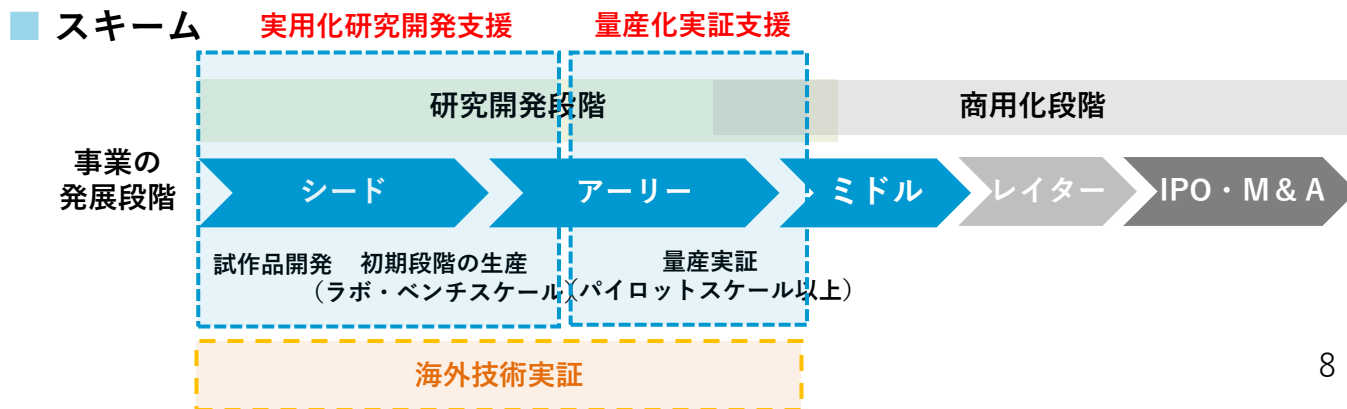 スキーム
実用化研究開発支援
量産化実証支援
研究開発段階
商用化段階
事業の
発展段階
シード
アーリー
ミドル
レイター
IPO・M＆A
試作品開発　初期段階の生産
（ラボ・ベンチスケール）
量産実証
（パイロットスケール以上）
海外技術実証
8